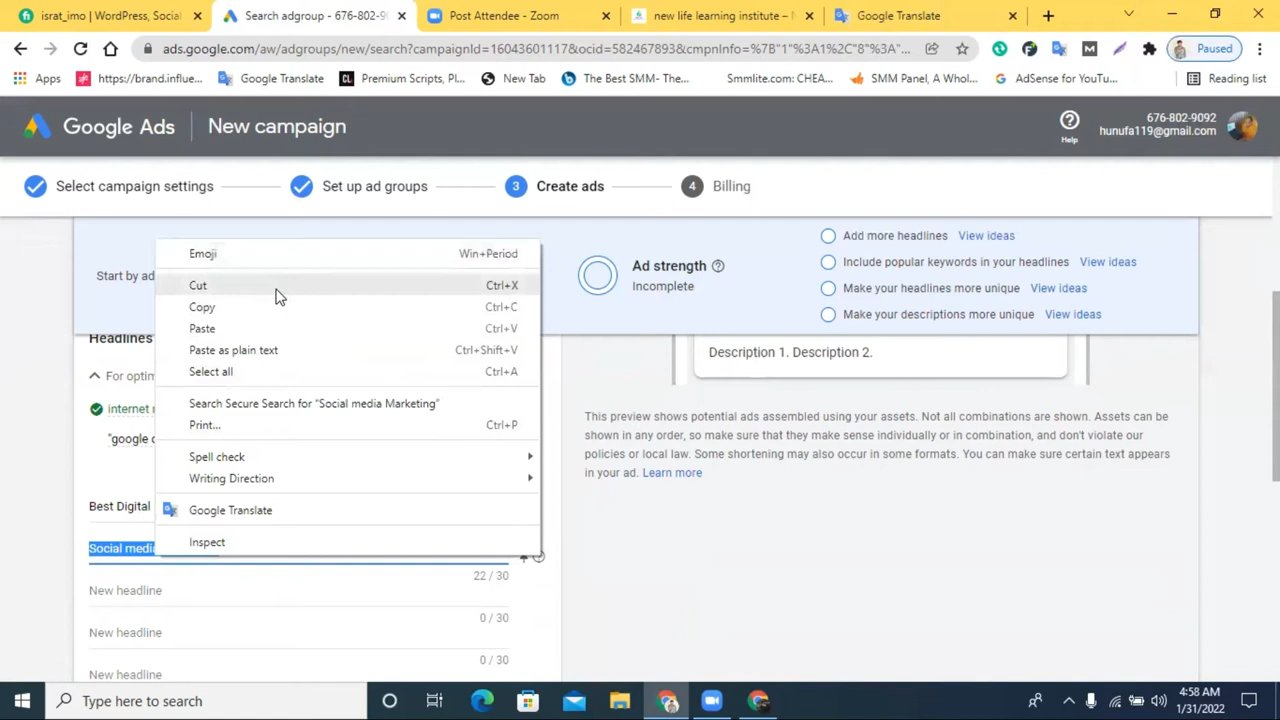 israt_imo | WordPress, Social
Search adgroup - 676-802-9
Post Attendee - Zoom
new life learning institute –
Google Translate
ads.google.com/aw/adgroups/new/search?campaignId=16043601117&ocid=582467893&cmpnInfo=%7B"1"%3A1%2C"8"%3A"...
Paused
Apps
https://brand.influe...
Google Translate
Premium Scripts, Pl...
New Tab
The Best SMM-The...
Smmlite.com: CHEA...
SMM Panel, A Whol...
AdSense for YouTu...
Reading list
Google Ads
New campaign
Help
676-802-9092
hunufa119@gmail.com
Select campaign settings
Set up ad groups
3 Create ads
4 Billing
Start by ad
Ad strength
Incomplete
Add more headlines View ideas
Include popular keywords in your headlines View ideas
Make your headlines more unique View ideas
Make your descriptions more unique View ideas
Emoji Win+Period
Cut Ctrl+X
Copy Ctrl+C
Paste Ctrl+V
Paste as plain text Ctrl+Shift+V
Select all Ctrl+A
Search Secure Search for “Social media Marketing”
Print... Ctrl+P
Spell check
Writing Direction
Google Translate
Inspect
Headlines
For optim
internet
"google
Best Digital
Social media
22 / 30
New headline
0 / 30
New headline
0 / 30
New headline
Description 1. Description 2.
This preview shows potential ads assembled using your assets. Not all combinations are shown. Assets can be
shown in any order, so make sure that they make sense individually or in combination, and don't violate our
policies or local law. Some shortening may also occur in some formats. You can make sure certain text appears
in your ad. Learn more
Type here to search
4:58 AM
1/31/2022